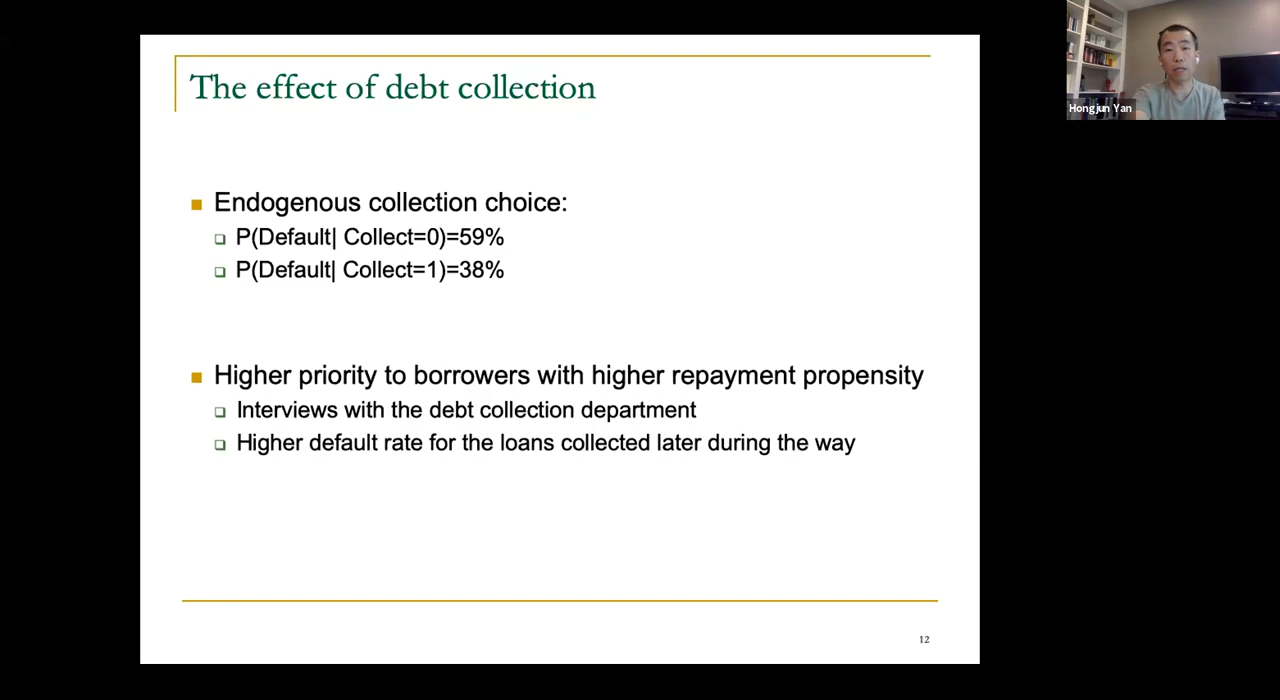 The effect of debt collection
Endogenous collection choice:
P(Default| Collect=0)=59%
P(Default| Collect=1)=38%
Higher priority to borrowers with higher repayment propensity
Interviews with the debt collection department
Higher default rate for the loans collected later during the way
12
Hongjun Yan